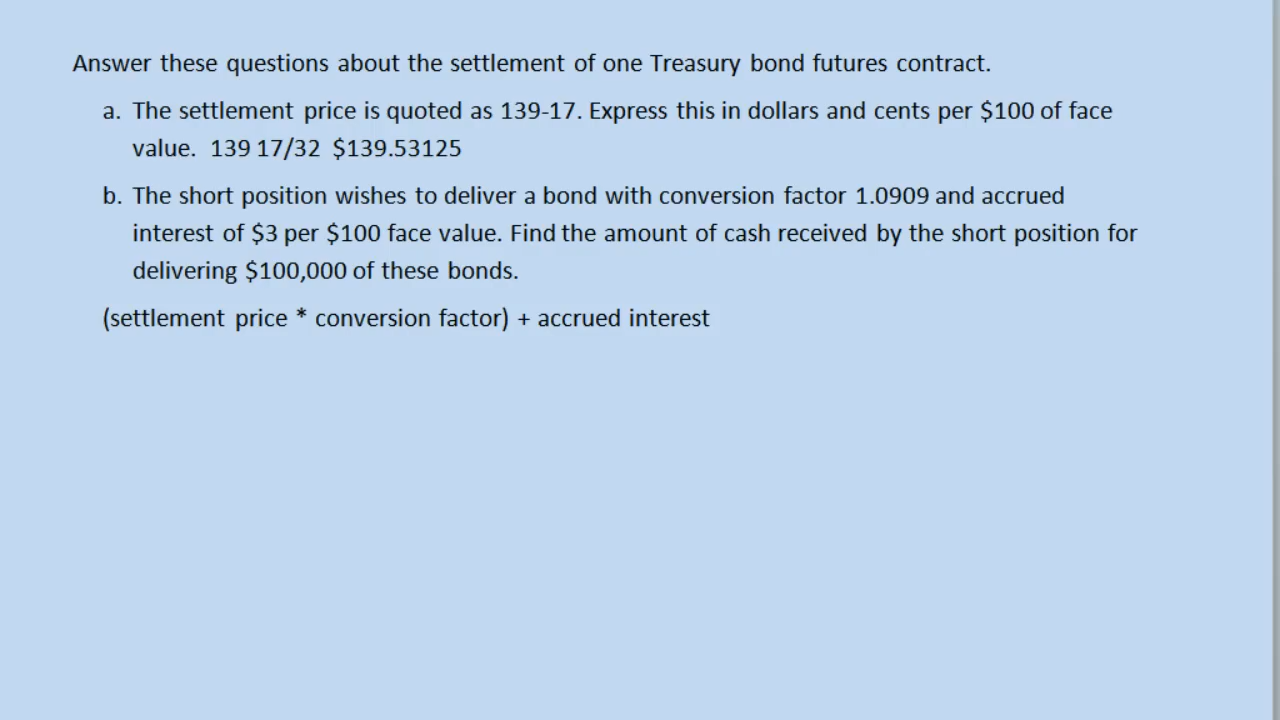 Answer these questions about the settlement of one Treasury bond futures contract.
a. The settlement price is quoted as 139-17. Express this in dollars and cents per $100 of face
value. 139 17/32 $139.53125
b. The short position wishes to deliver a bond with conversion factor 1.0909 and accrued
interest of $3 per $100 face value. Find the amount of cash received by the short position for
delivering $100,000 of these bonds.
(settlement price * conversion factor) + accrued interest